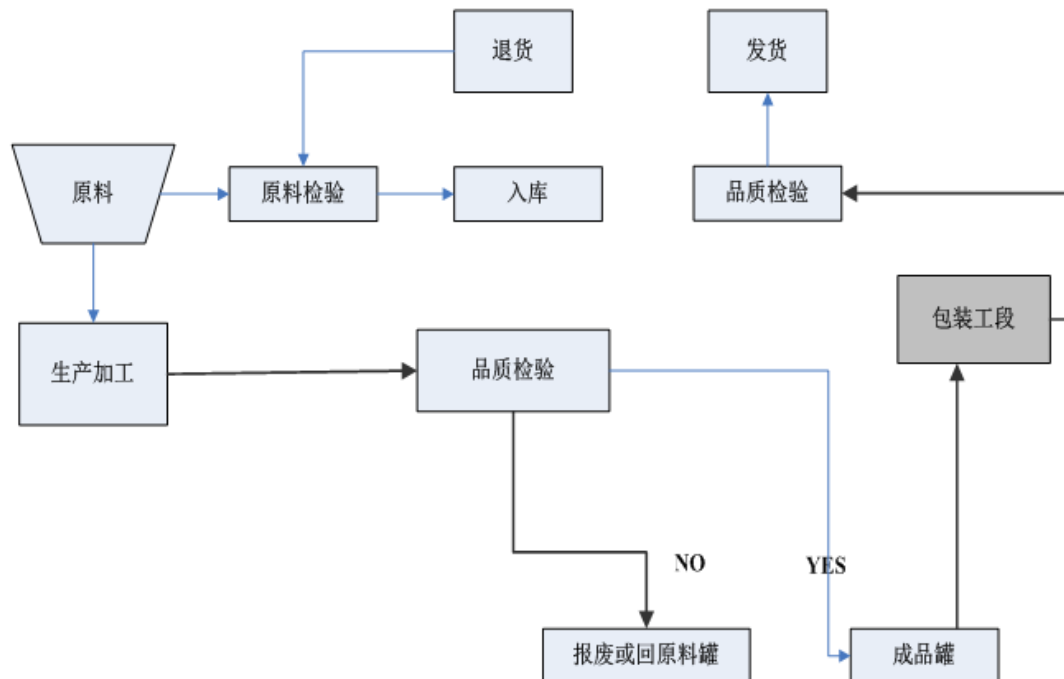 退货
发货
原料
原料检验
入库
品质检验
包装工段
生产加工
品质检验
NO
YES
报废或回原料罐
成品罐